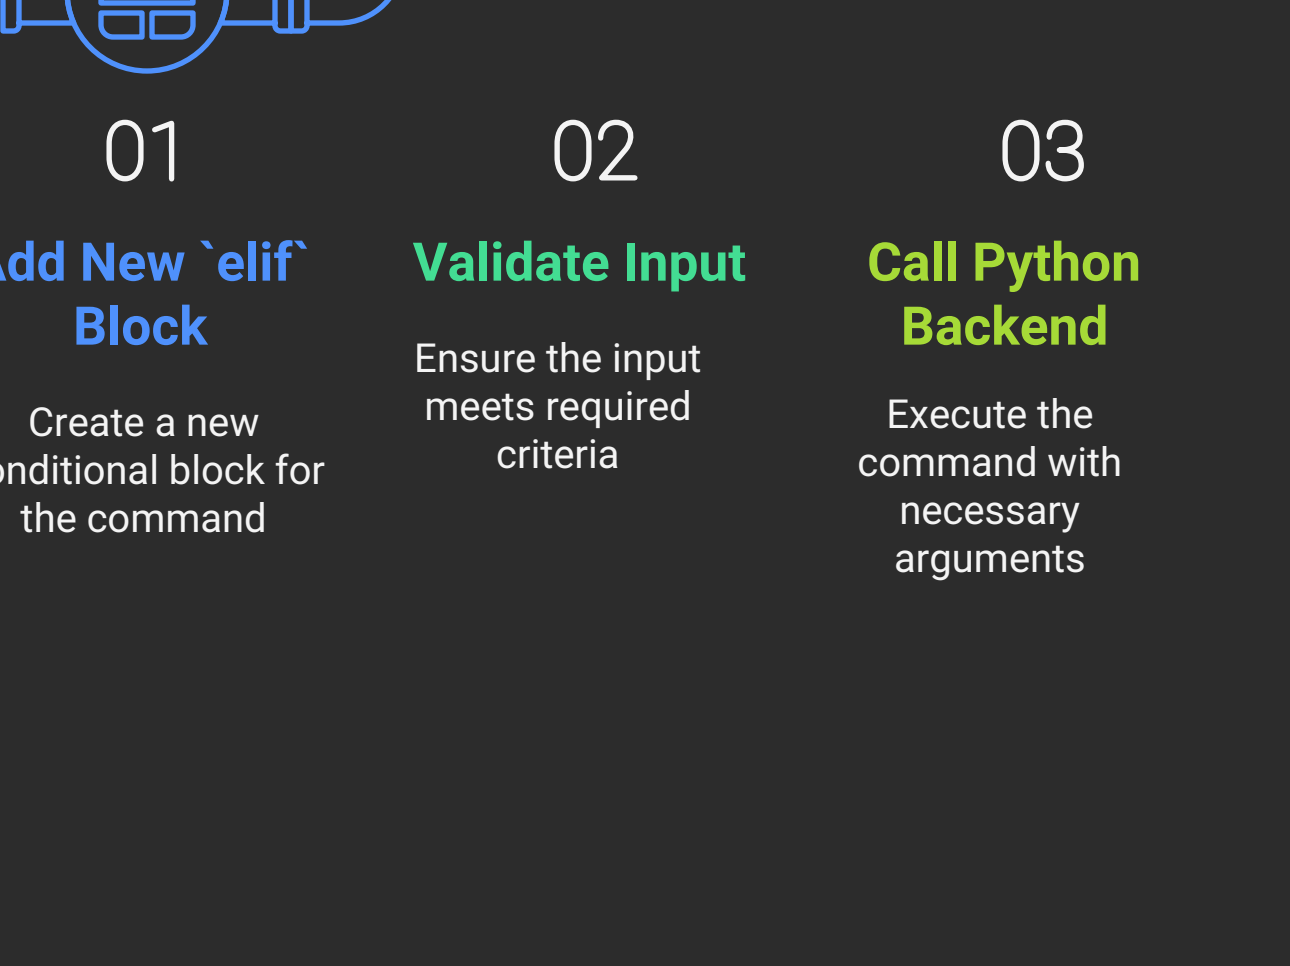 01
02
03
dd New `elif`
Block
Validate Input
Call Python
Backend
Create a new
onditional block for
the command
Ensure the input
meets required
criteria
Execute the
command with
necessary
arguments